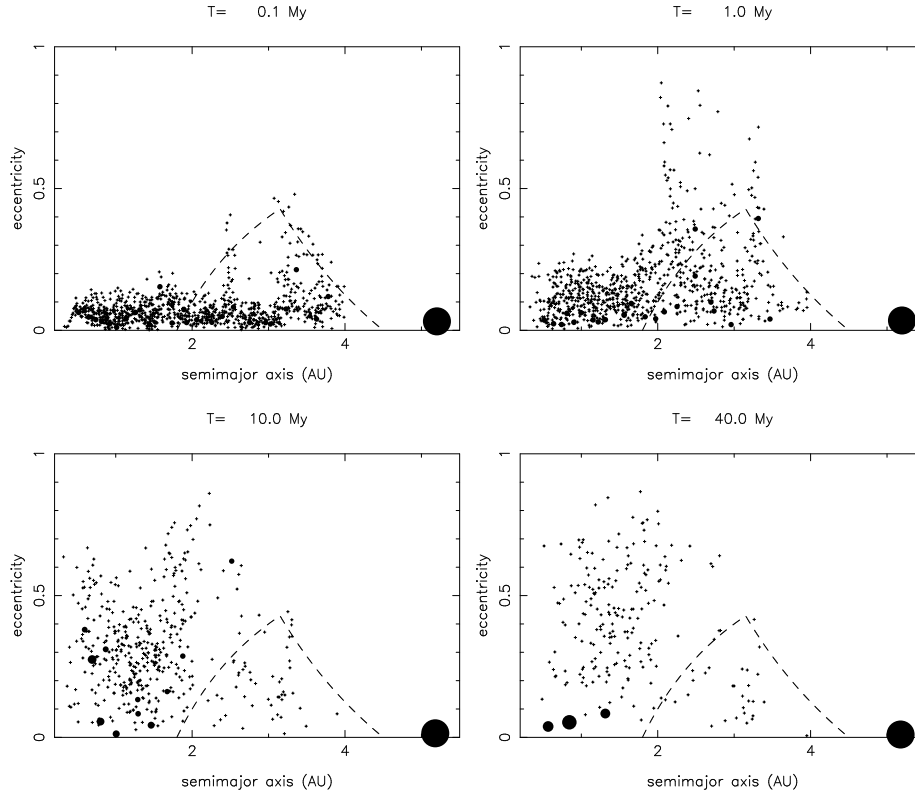 T= 0.1 My
1
0.5
0
eccentricity
2 4
semimajor axis (AU)
T= 1.0 My
1
0.5
0
eccentricity
2 4
semimajor axis (AU)
T= 10.0 My
1
0.5
0
eccentricity
2 4
semimajor axis (AU)
T= 40.0 My
1
0.5
0
eccentricity
2 4
semimajor axis (AU)